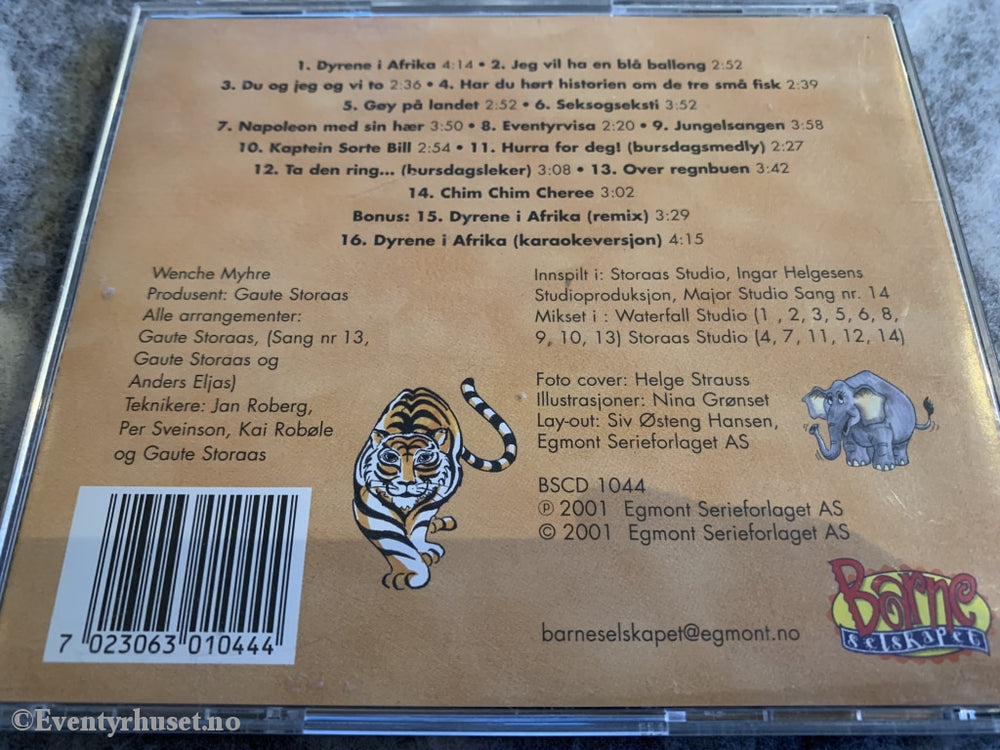 1. Dyrene i Afrika 4:14 • 2. Jeg vil ha en blå ballong 2:52
3. Du og jeg og vi to 2:36 • 4. Har du hørt historien om de tre små fisk 2:39
5. Gøy på landet 2:52 • 6. Seksogseksti 3:52
7. Napoleon med sin hær 3:50 • 8. Eventyrvisa 2:20 • 9. Jungelsangen 3:58
10. Kaptein Sorte Bill 2:54 • 11. Hurra for deg! (bursdagsmedly) 2:27
12. Ta den ring... (bursdagsleker) 3:08 • 13. Over regnbuen 3:42
14. Chim Chim Cheree 3:02
Bonus: 15. Dyrene i Afrika (remix) 3:29
16. Dyrene i Afrika (karaokeversjon) 4:15
Wenche Myhre
Produsent: Gaute Storaas
Alle arrangementer:
Gaute Storaas, (Sang nr 13,
Gaute Storaas og
Anders Eljas)
Teknikere: Jan Roberg,
Per Sveinson, Kai Robøle
og Gaute Storaas
Innspilt i : Storaas Studio, Ingar Helgesens
Studioproduksjon, Major Studio Sang nr. 14
Mikset i : Waterfall Studio (1 , 2, 3, 5, 6, 8,
9, 10, 13) Storaas Studio (4, 7, 11, 12, 14)
Foto cover: Helge Strauss
Illustrasjoner: Nina Grønset
Lay-out: Siv Østeng Hansen,
Egmont Serieforlaget AS
BSCD 1044
℗ 2001 Egmont Serieforlaget AS
© 2001 Egmont Serieforlaget AS
barneselskapet@egmont.no
Barne
selskapet
7 023063 010444
©Eventyrhuset.no